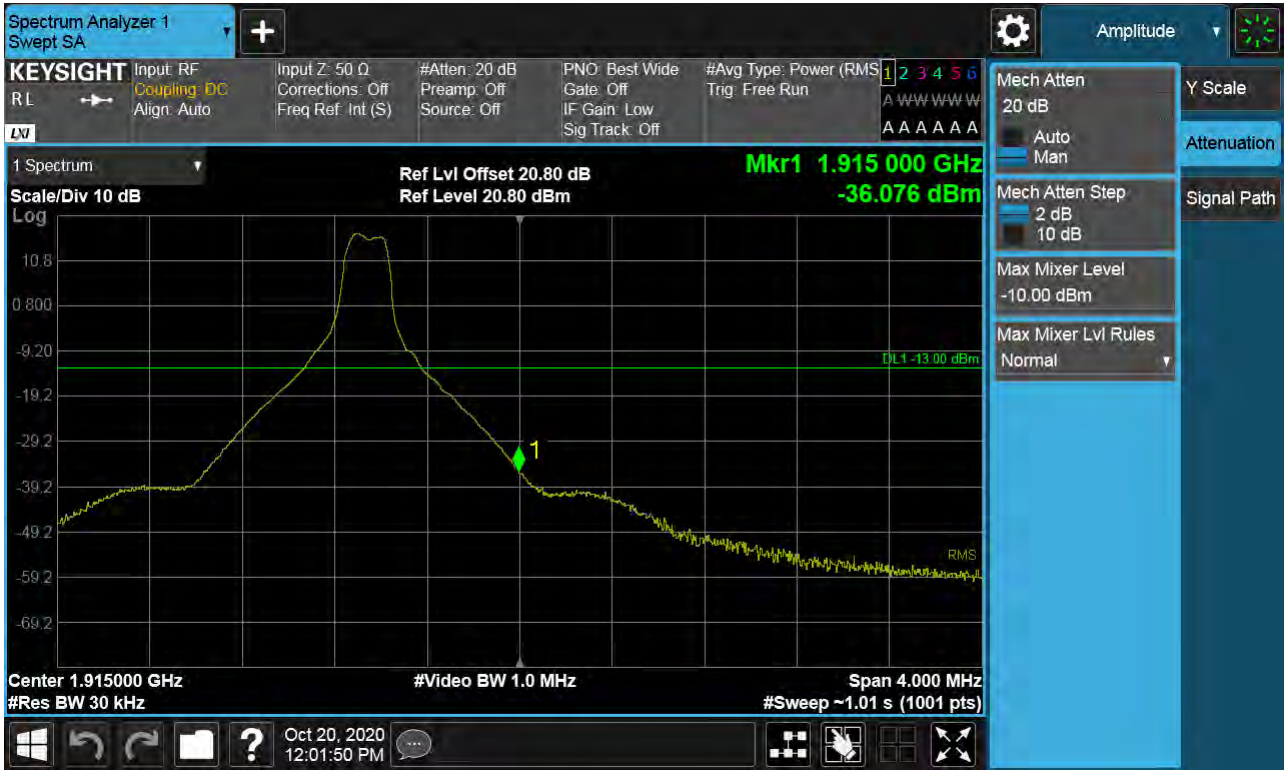 Spectrum Analyzer 1
Swept SA
+
Amplitude
KEYSIGHT
RL
LXI
Input: RF
Coupling: DC
Align: Auto
Input Z: 50 Ω
Corrections: Off
Freq Ref: Int (S)
#Atten: 20 dB
Preamp: Off
Source: Off
PNO: Best Wide
Gate: Off
IF Gain: Low
Sig Track: Off
#Avg Type: Power (RMS
Trig: Free Run
1 2 3 4 5 6
A W W W W W
A A A A A A
1 Spectrum
Scale/Div 10 dB
Log
Ref Lvl Offset 20.80 dB
Ref Level 20.80 dBm
Mkr1 1.915 000 GHz
-36.076 dBm
10.8
0.800
-9.20
-19.2
-29.2
-39.2
-49.2
-59.2
-69.2
DL1 -13.00 dBm
1
RMS
Center 1.915000 GHz
#Res BW 30 kHz
#Video BW 1.0 MHz
Span 4.000 MHz
#Sweep ~1.01 s (1001 pts)
Mech Atten
20 dB
Auto
Man
Mech Atten Step
2 dB
10 dB
Max Mixer Level
-10.00 dBm
Max Mixer Lvl Rules
Normal
Y Scale
Attenuation
Signal Path
?
Oct 20, 2020
12:01:50 PM